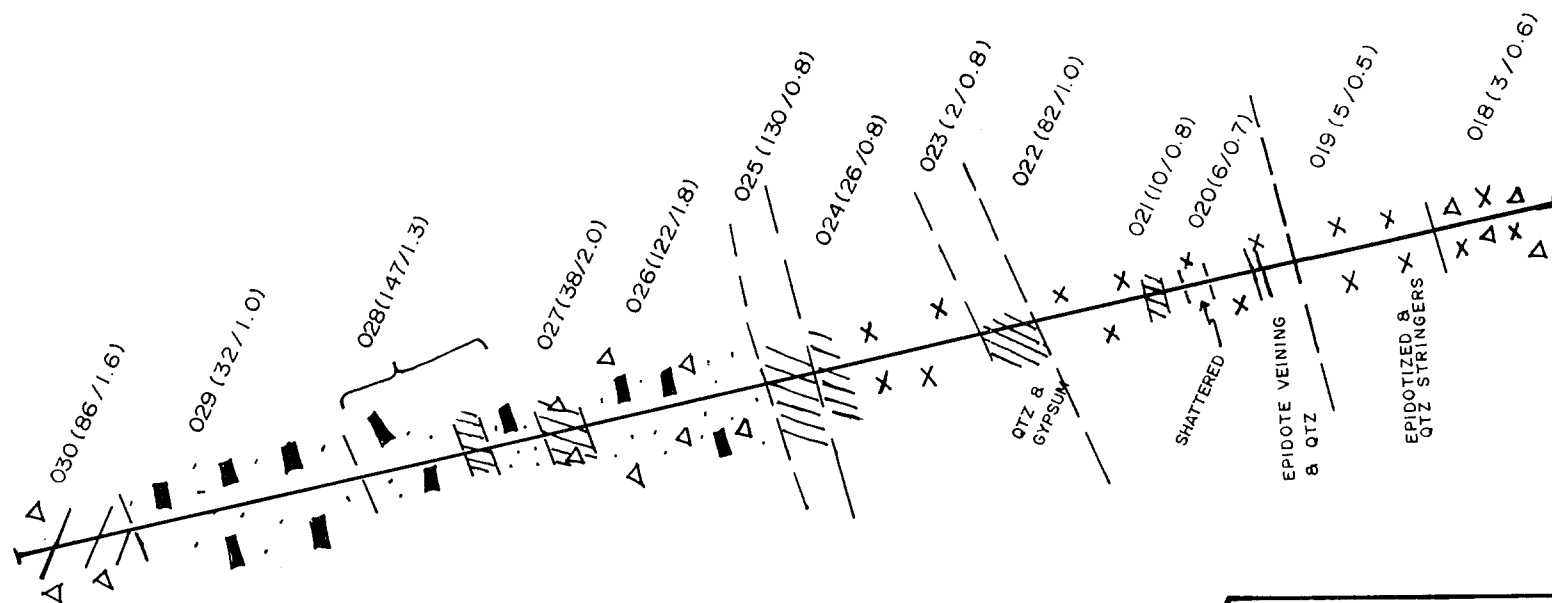 030 (86/1.6)
029 (32/1.0)
028 (147/1.3)
027 (38/2.0)
026 (122/1.8)
025 (130/0.8)
024 (26/0.8)
023 (2/0.8)
022 (82/1.0)
021 (10/0.8)
020 (6/0.7)
019 (5/0.5)
018 (3/0.6)
QTZ &
GYPSUM
SHATTERED
EPIDOTE VEINING
& QTZ
EPIDOTIZED &
QTZ STRINGERS